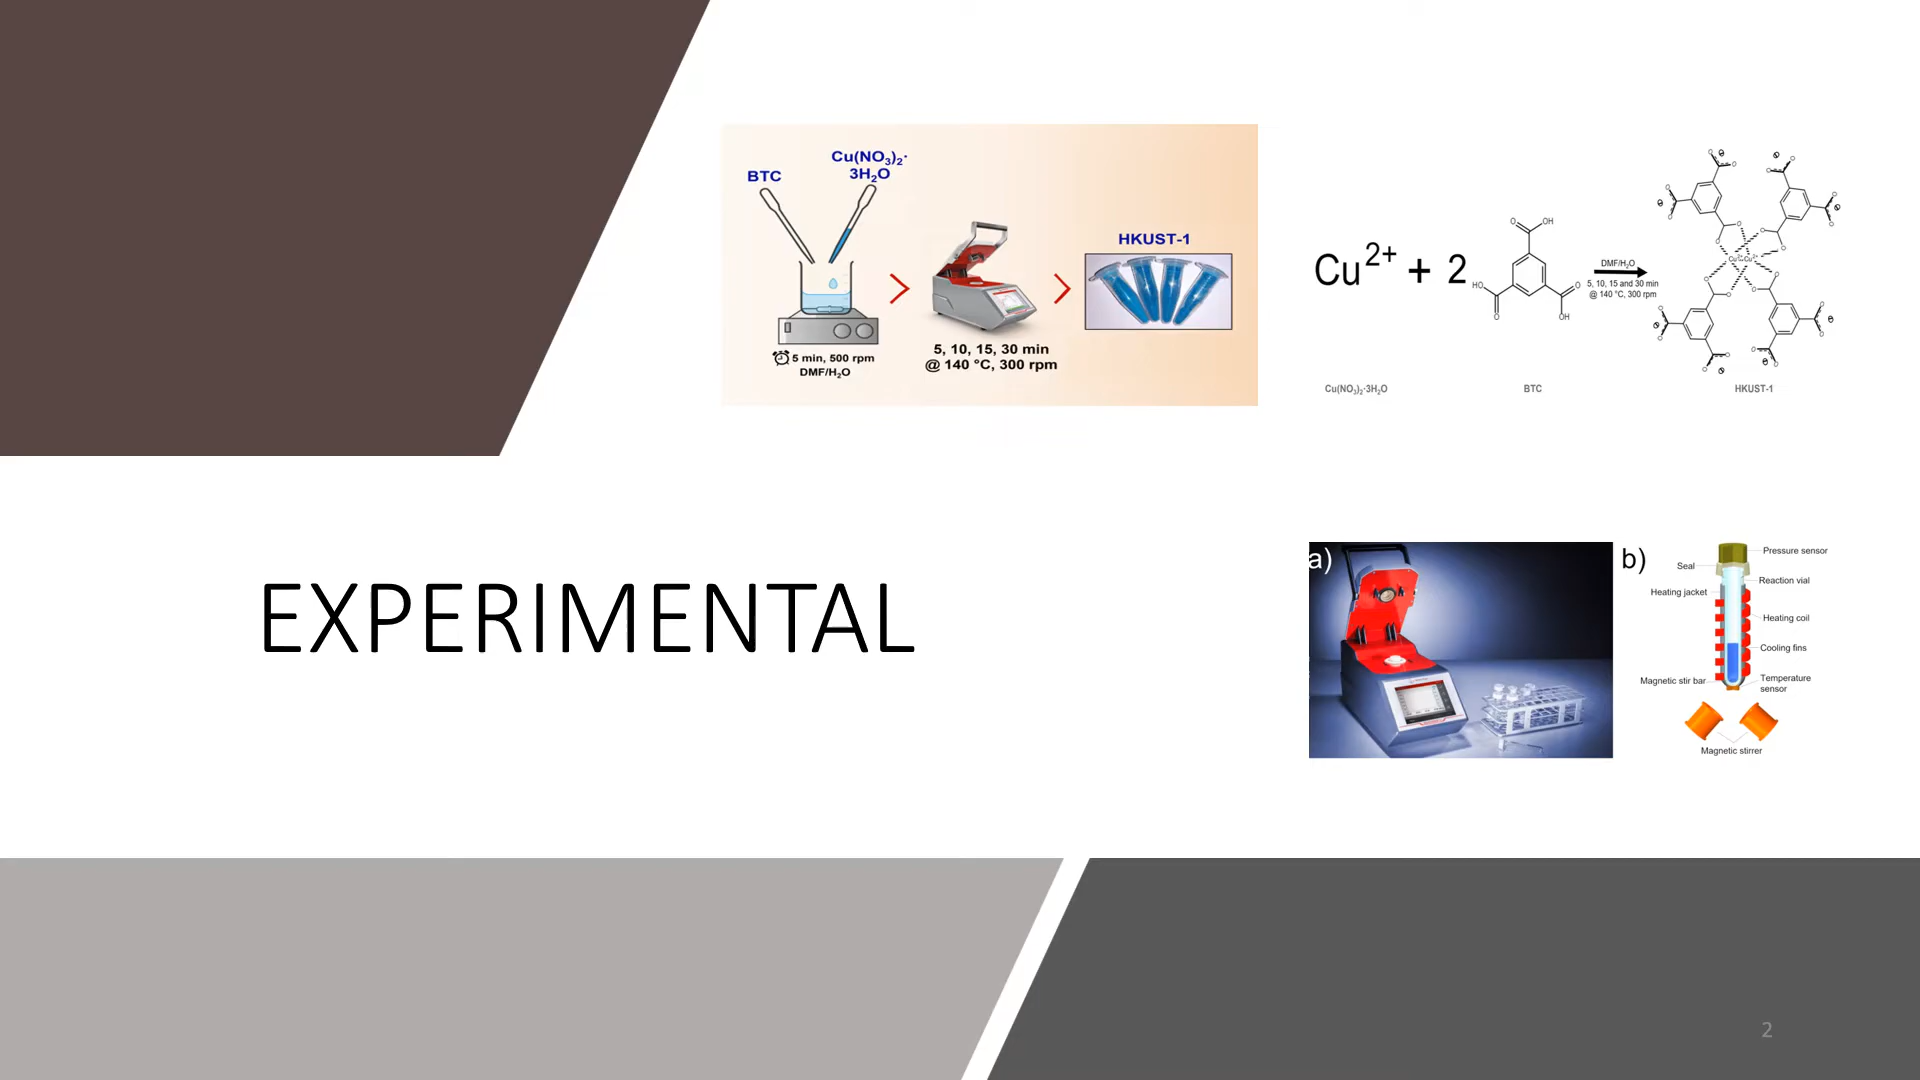 BTC
Cu(NO₃)₂·
3H₂O
5 min, 500 rpm
DMF/H₂O
5, 10, 15, 30 min
@ 140 °C, 300 rpm
HKUST-1
Cu²⁺ + 2
O
OH
HO
O
O
OH
DMF/H₂O
5, 10, 15 and 30 min
@ 140 °C, 300 rpm
Cu(NO₃)₂·3H₂O
BTC
HKUST-1
EXPERIMENTAL
a)
b)
Pressure sensor
Seal
Reaction vial
Heating jacket
Heating coil
Cooling fins
Magnetic stir bar
Temperature
sensor
Magnetic stirrer
2